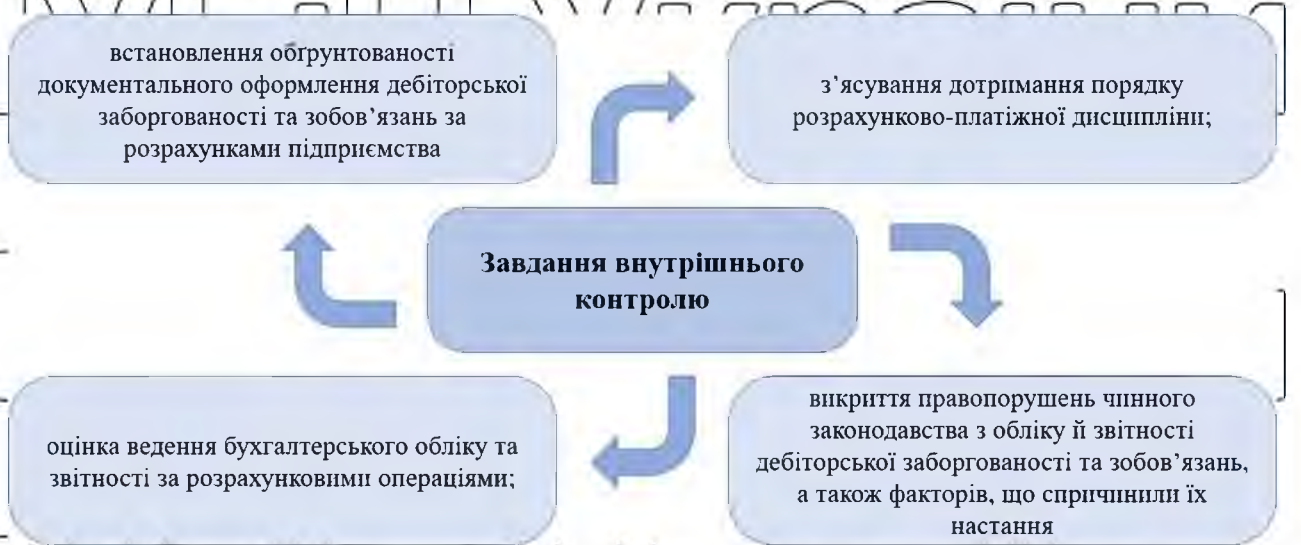 встановлення обґрунтованості
документального оформлення дебіторської
заборгованості та зобов’язань за
розрахунками підприємства
з’ясування дотримання порядку
розрахунково-платіжної дисципліни;
Завдання внутрішнього
контролю
оцінка ведення бухгалтерського обліку та
звітності за розрахунковими операціями;
викриття правопорушень чинного
законодавства з обліку й звітності
дебіторської заборгованості та зобов’язань,
а також факторів, що спричинили їх
настання